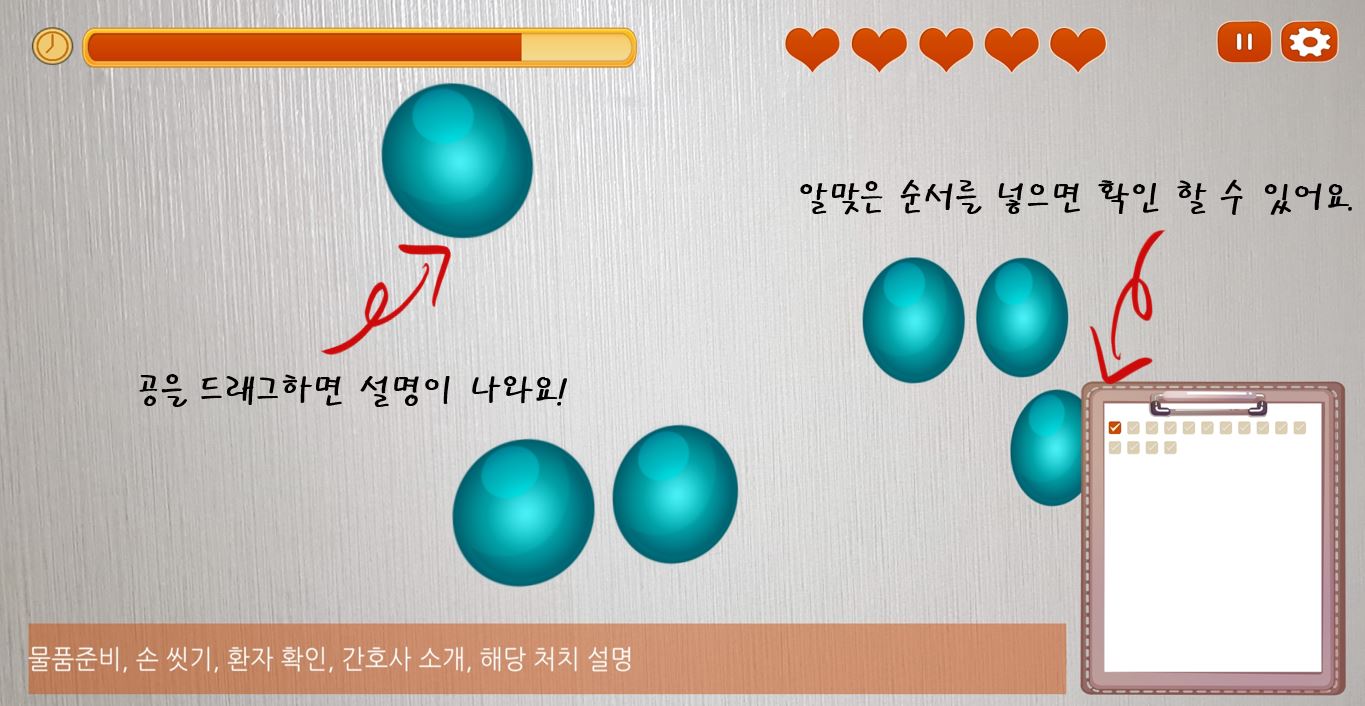 알맞은 순서를 넣으면 확인 할 수 있어요.
공을 드래그하면 설명이 나와요!
물품준비, 손 씻기, 환자 확인, 간호사 소개, 해당 처치 설명